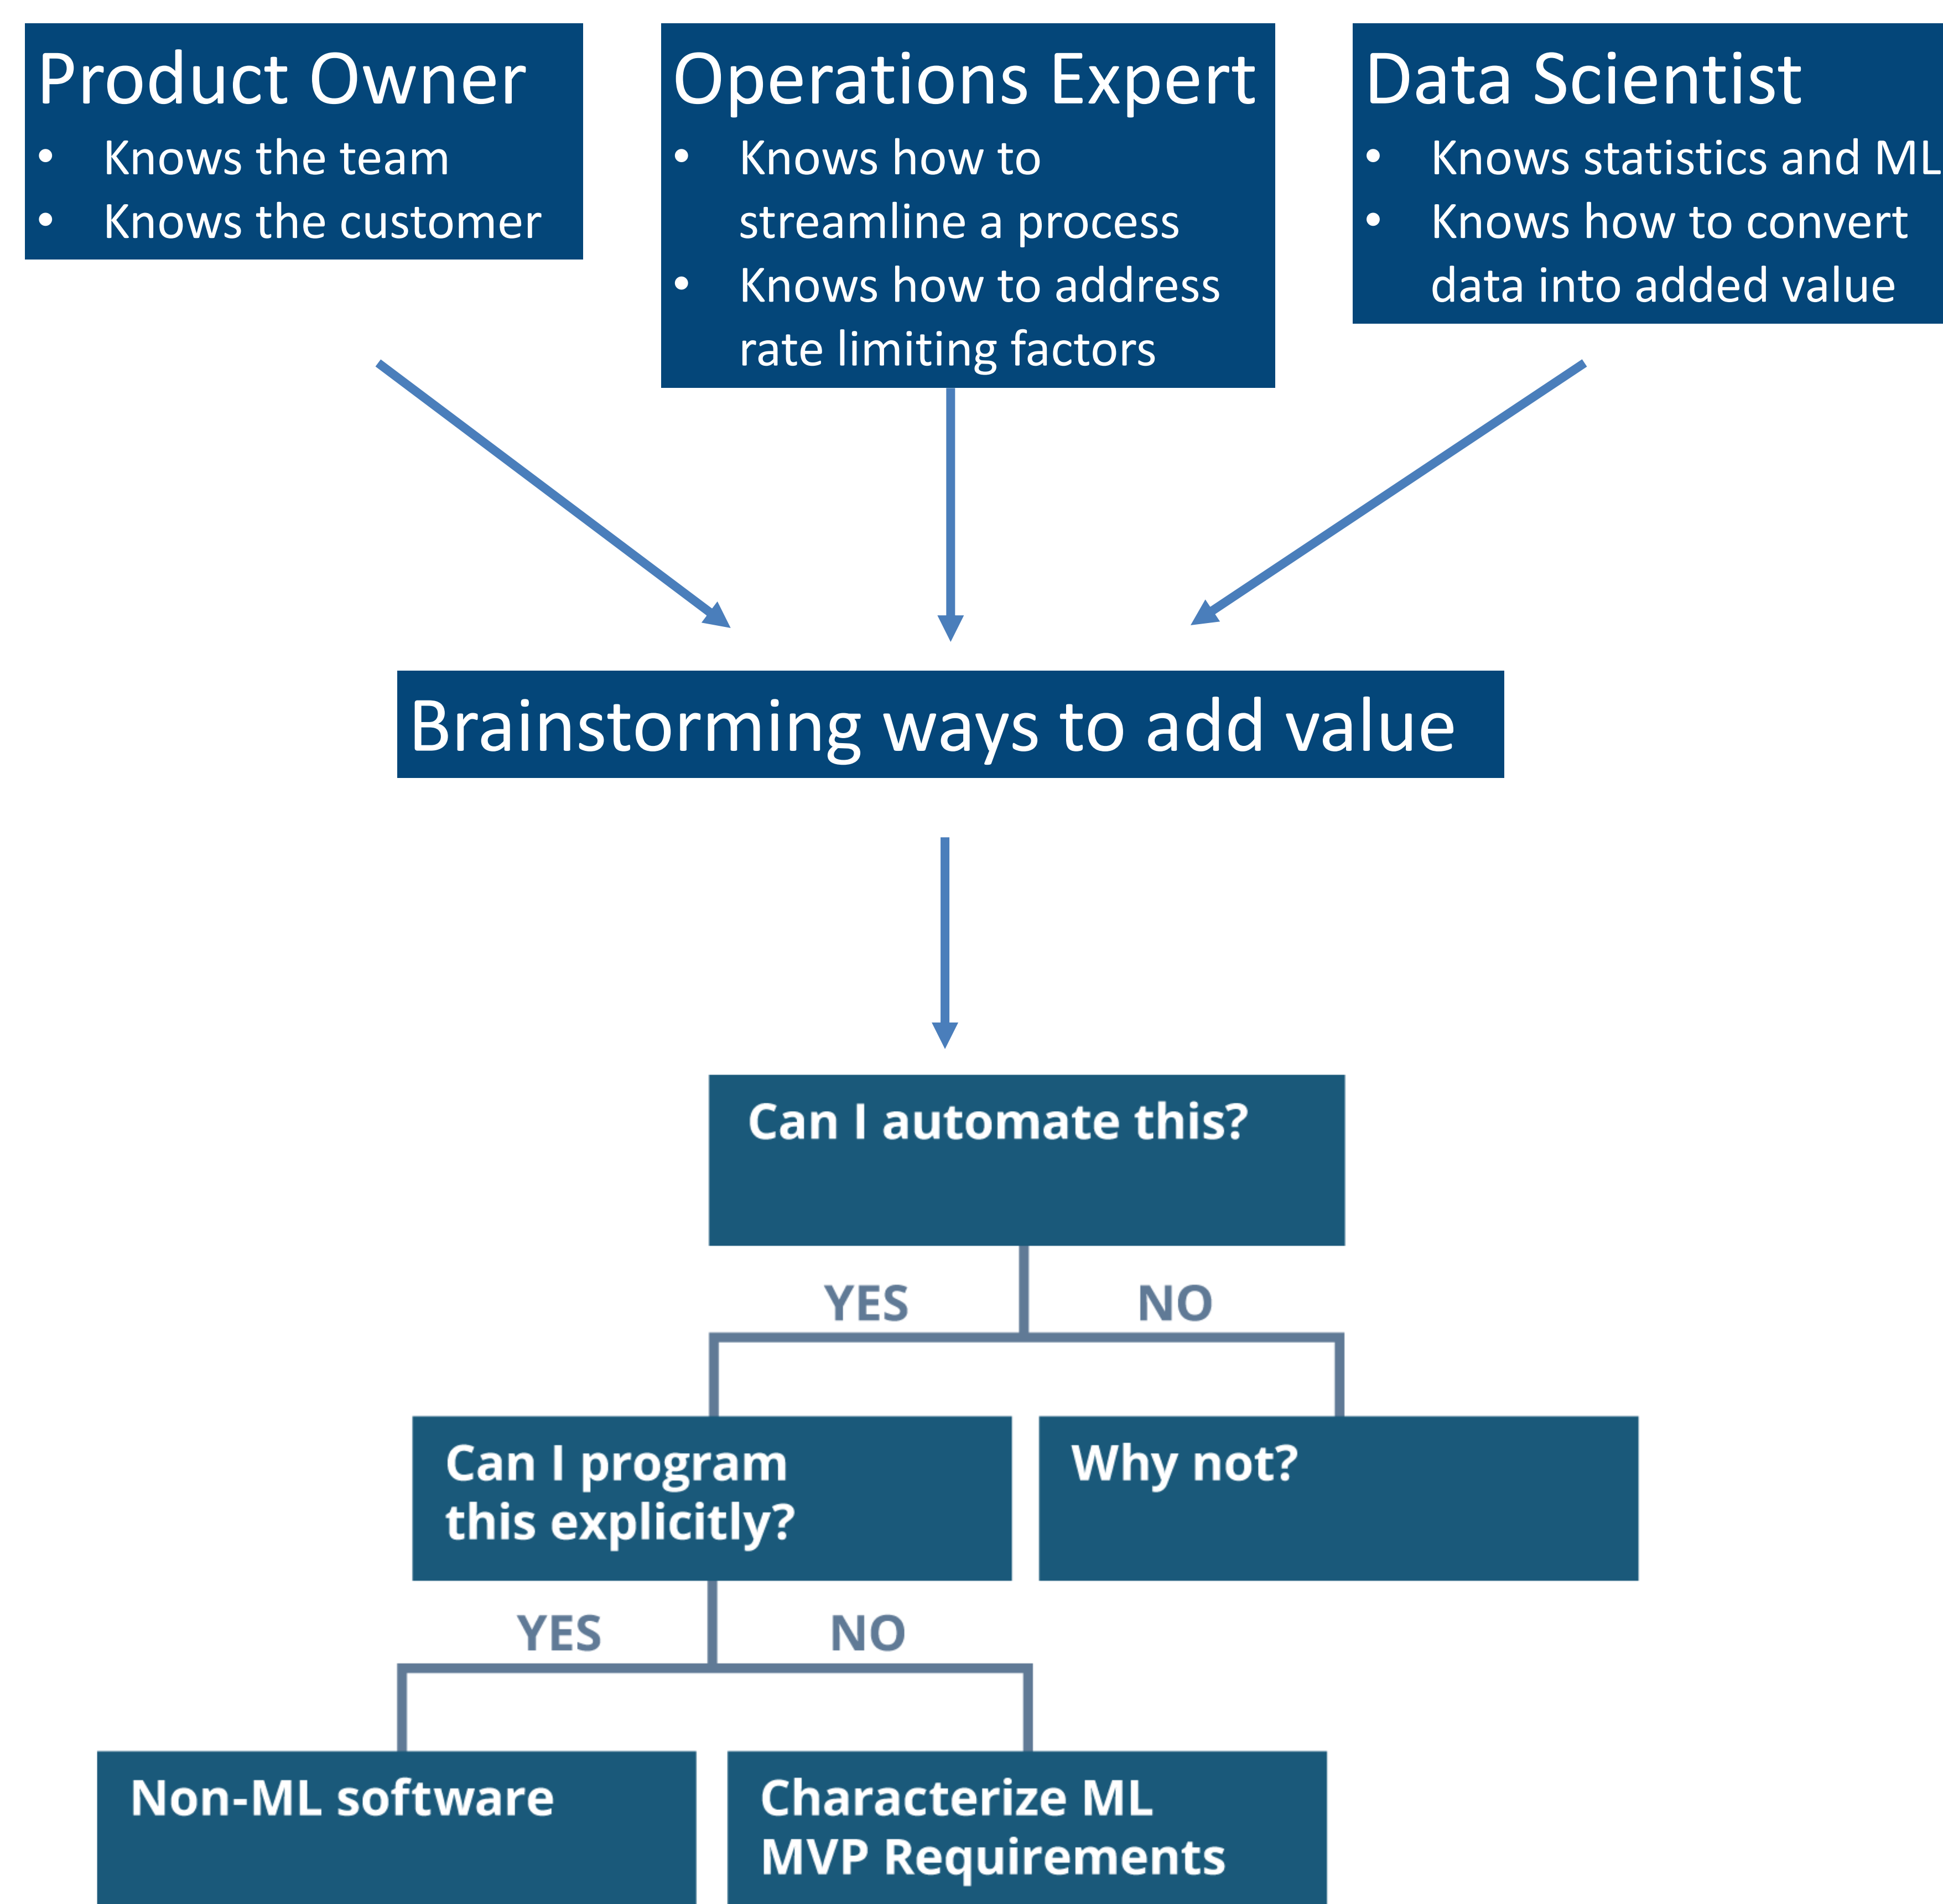 Product Owner
• Knows the team
• Knows the customer
Operations Expert
• Knows how to
streamline a process
• Knows how to address
rate limiting factors
Data Scientist
• Knows statistics and ML
• Knows how to convert
data into added value
Brainstorming ways to add value
Can I automate this?
YES
NO
Can I program
this explicitly?
Why not?
YES
NO
Non-ML software
Characterize ML
MVP Requirements